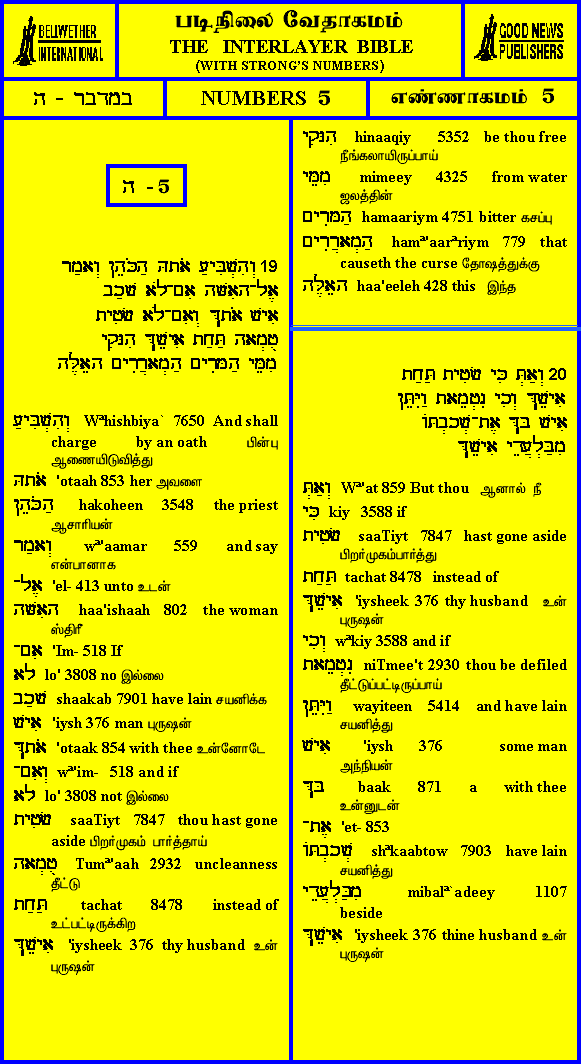 BELLWETHER
INTERNATIONAL
படிநிலை வேதாகமம்
THE INTERLAYER BIBLE
(WITH STRONG'S NUMBERS)
GOOD NEWS
PUBLISHERS
במדבר - ה
NUMBERS 5
எண்ணாகமம் 5
ה - 5
19 וְהִשְׁבִּיעַ אֹתָהּ הַכֹּהֵן וְאָמַר
אֶל־הָאִשָּׁה אִם־לֹא שָׁכַב
אִישׁ אֹתָךְ וְאִם־לֹא שָׂטִית
טֻמְאָה תַּחַת אִישֵׁךְ הִנָּקִי
מִמֵּי הַמָּרִים הַמְאָרֲרִים הָאֵלֶּה
וְהִשְׁבִּיעַ Wªhishbiya` 7650 And shall
charge by an oath பின்பு
ஆணையிடுவித்து
אֹתָהּ 'otaah 853 her அவளை
הַכֹּהֵן hakoheen 3548 the priest
ஆசாரியன்
וְאָמַר wª'aamar 559 and say
என்பானாக
אֶל־ 'el- 413 unto உடன்
הָאִשָּׁה haa'ishaah 802 the woman
ஸ்திரீ
אִם־ 'Im- 518 If
לֹא lo' 3808 no இல்லை
שָׁכַב shaakab 7901 have lain சயனிக்க
אִישׁ 'iysh 376 man புருஷன்
אֹתָךְ 'otaak 854 with thee உன்னோடே
וְאִם־ wª'im- 518 and if
לֹא lo' 3808 not இல்லை
שָׂטִית saaTiyt 7847 thou hast gone
aside பிறர்முகம் பார்த்தாய்
טֻמְאָה Tumª'aah 2932 uncleanness
தீட்டு
תַּחַת tachat 8478 instead of
உட்பட்டிருக்கிற
אִישֵׁךְ 'iysheek 376 thy husband உன்
புருஷன்
הִנָּקִי hinaaqiy 5352 be thou free
நீங்கலாயிருப்பாய்
מִמֵּי mimeey 4325 from water
ஜலத்தின்
הַמָּרִים hamaariym 4751 bitter கசப்பு
הַמְאָרֲרִים hamª'aarªriym 779 that
causeth the curse தோஷத்துக்கு
הָאֵלֶּה haa'eeleh 428 this இந்த
20 וְאַתְּ כִּי שָׂטִית תַּחַת
אִישֵׁךְ וְכִי נִטְמֵאת וַיִּתֵּן
אִישׁ בָּךְ אֶת־שְׁכָבְתּוֹ
מִבַּלְעֲדֵי אִישֵׁךְ
וְאַתְּ Wª'at 859 But thou ஆனால் நீ
כִּי kiy 3588 if
שָׂטִית saaTiyt 7847 hast gone aside
பிறர்முகம்பார்த்து
תַּחַת tachat 8478 instead of
אִישֵׁךְ 'iysheek 376 thy husband உன்
புருஷன்
וְכִי wªkiy 3588 and if
נִטְמֵאת niTmee't 2930 thou be defiled
தீட்டுப்பட்டிருப்பாய்
וַיִּתֵּן wayiteen 5414 and have lain
சயனித்து
אִישׁ 'iysh 376 some man
அந்நியன்
בָּךְ baak 871 a with thee
உன்னுடன்
אֶת־ 'et- 853
שְׁכָבְתּוֹ shªkaabtow 7903 have lain
சயனித்து
מִבַּלְעֲדֵי mibalª`adeey 1107
beside
אִישֵׁךְ 'iysheek 376 thine husband உன்
புருஷன்